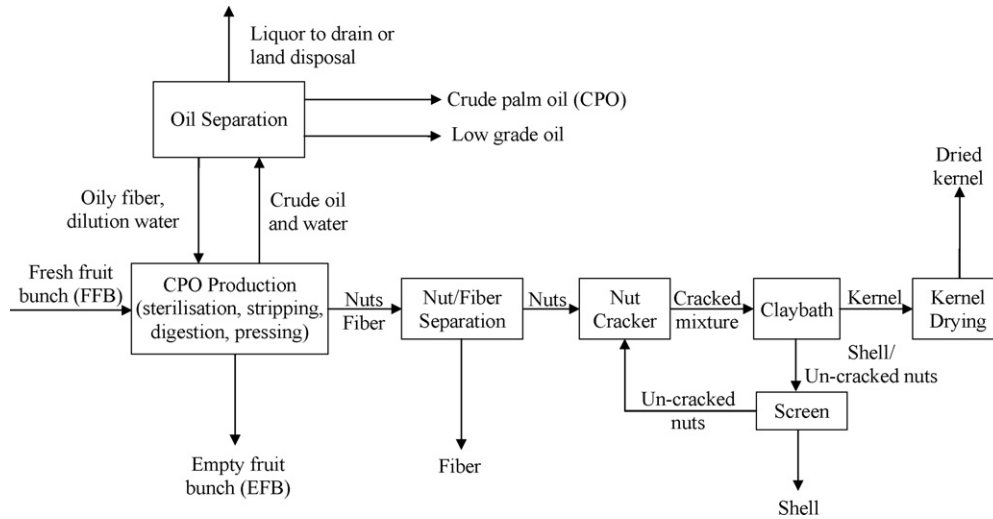 Liquor to drain or
land disposal
Oil Separation
Crude palm oil (CPO)
Low grade oil
Oily fiber,
dilution water
Crude oil
and water
Dried
kernel
Fresh fruit
bunch (FFB)
CPO Production
(sterilisation, stripping,
digestion, pressing)
Nuts
Fiber
Nut/Fiber
Separation
Nuts
Nut
Cracker
Cracked
mixture
Claybath
Kernel
Kernel
Drying
Shell/
Un-cracked nuts
Un-cracked
nuts
Screen
Empty fruit
bunch (EFB)
Fiber
Shell